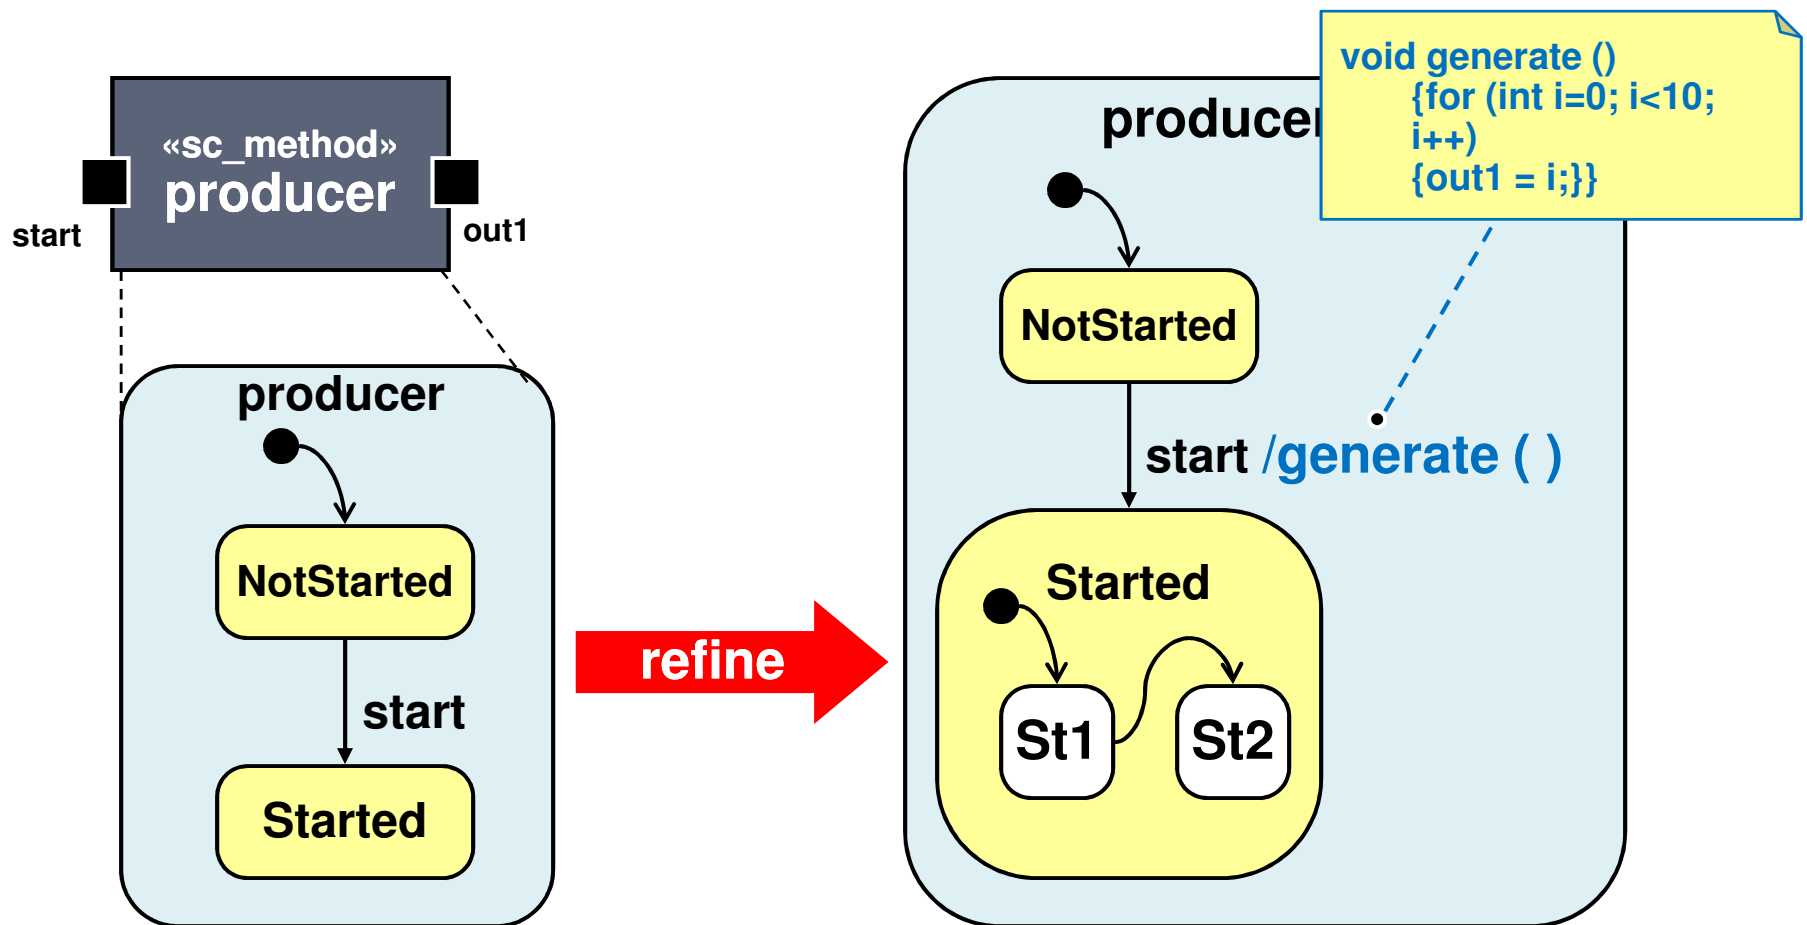 «sc_method»
producer
start
out1
producer
NotStarted
start
Started
refine
producer
void generate ()
{for (int i=0; i<10;
i++)
{out1 = i;}}
NotStarted
start /generate ( )
Started
St1
St2